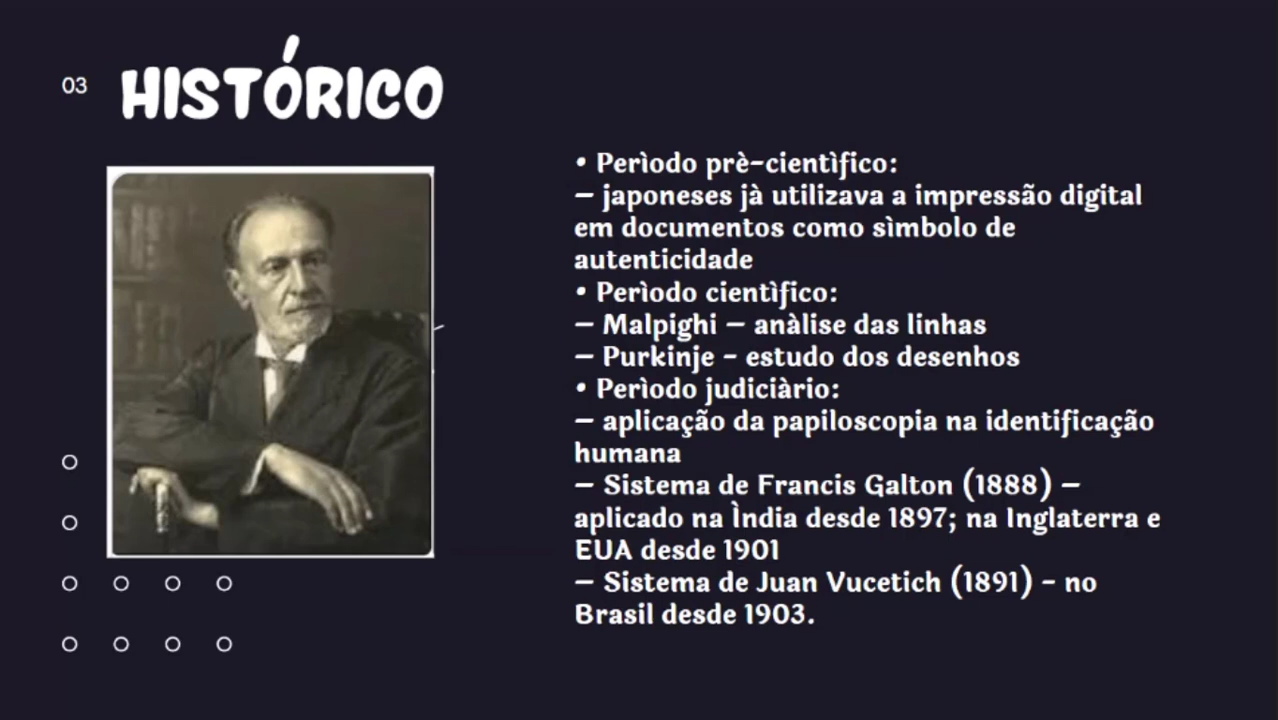 03
HISTÓRICO
• Perìodo prè-cientìfico:
– japoneses jà utilizava a impressão digital
em documentos como sìmbolo de
autenticidade
• Perìodo cientìfico:
– Malpighi – anàlise das linhas
– Purkinje - estudo dos desenhos
• Perìodo judiciàrio:
– aplicação da papiloscopia na identificação
humana
– Sistema de Francis Galton (1888) –
aplicado na Ìndia desde 1897; na Inglaterra e
EUA desde 1901
– Sistema de Juan Vucetich (1891) - no
Brasil desde 1903.